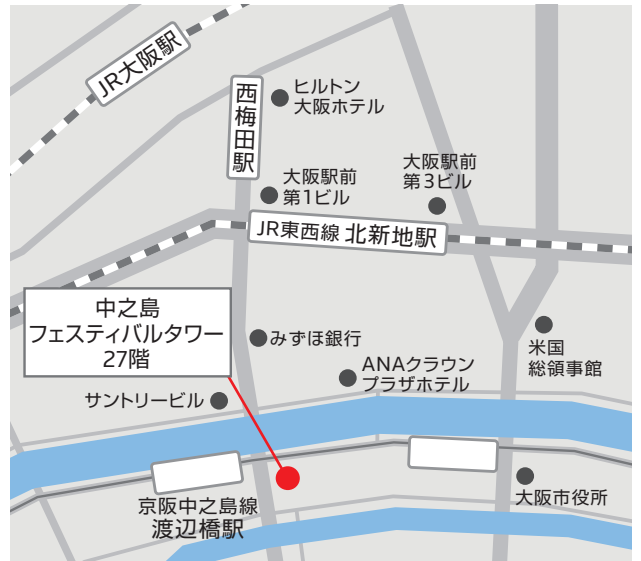 JR大阪駅
西梅田駅
ヒルトン
大阪ホテル
大阪駅前
第1ビル
大阪駅前
第3ビル
JR東西線 北新地駅
中之島
フェスティバルタワー
27階
みずほ銀行
米国
総領事館
ANAクラウン
プラザホテル
サントリービル
京阪中之島線
渡辺橋駅
大阪市役所